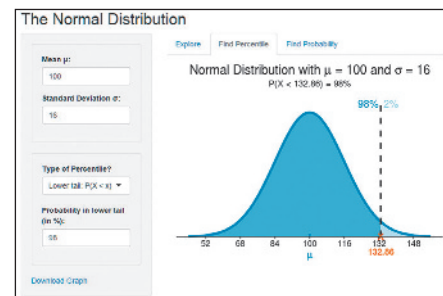 The Normal Distribution
Explore
Find Percentile
Find Probability
Mean μ:
100
Standard Deviation σ:
16
Type of Percentile?
Lower tail: P(X < x)
Probability in lower tail
(in %):
98
Download Graph
Normal Distribution with μ = 100 and σ = 16
P(X < 132.86) = 98%
98%
2%
52 68 84 100 116 132 148
μ
132.86